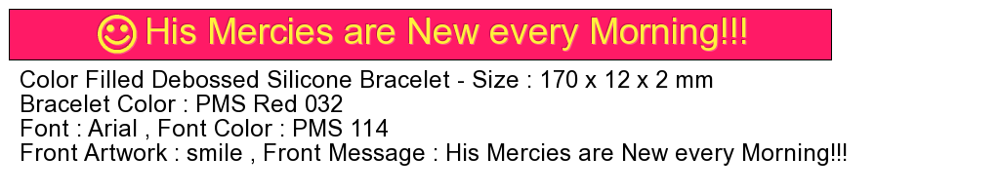 His Mercies are New every Morning!!!
Color Filled Debossed Silicone Bracelet - Size : 170 x 12 x 2 mm
Bracelet Color : PMS Red 032
Font : Arial , Font Color : PMS 114
Front Artwork : smile , Front Message : His Mercies are New every Morning!!!